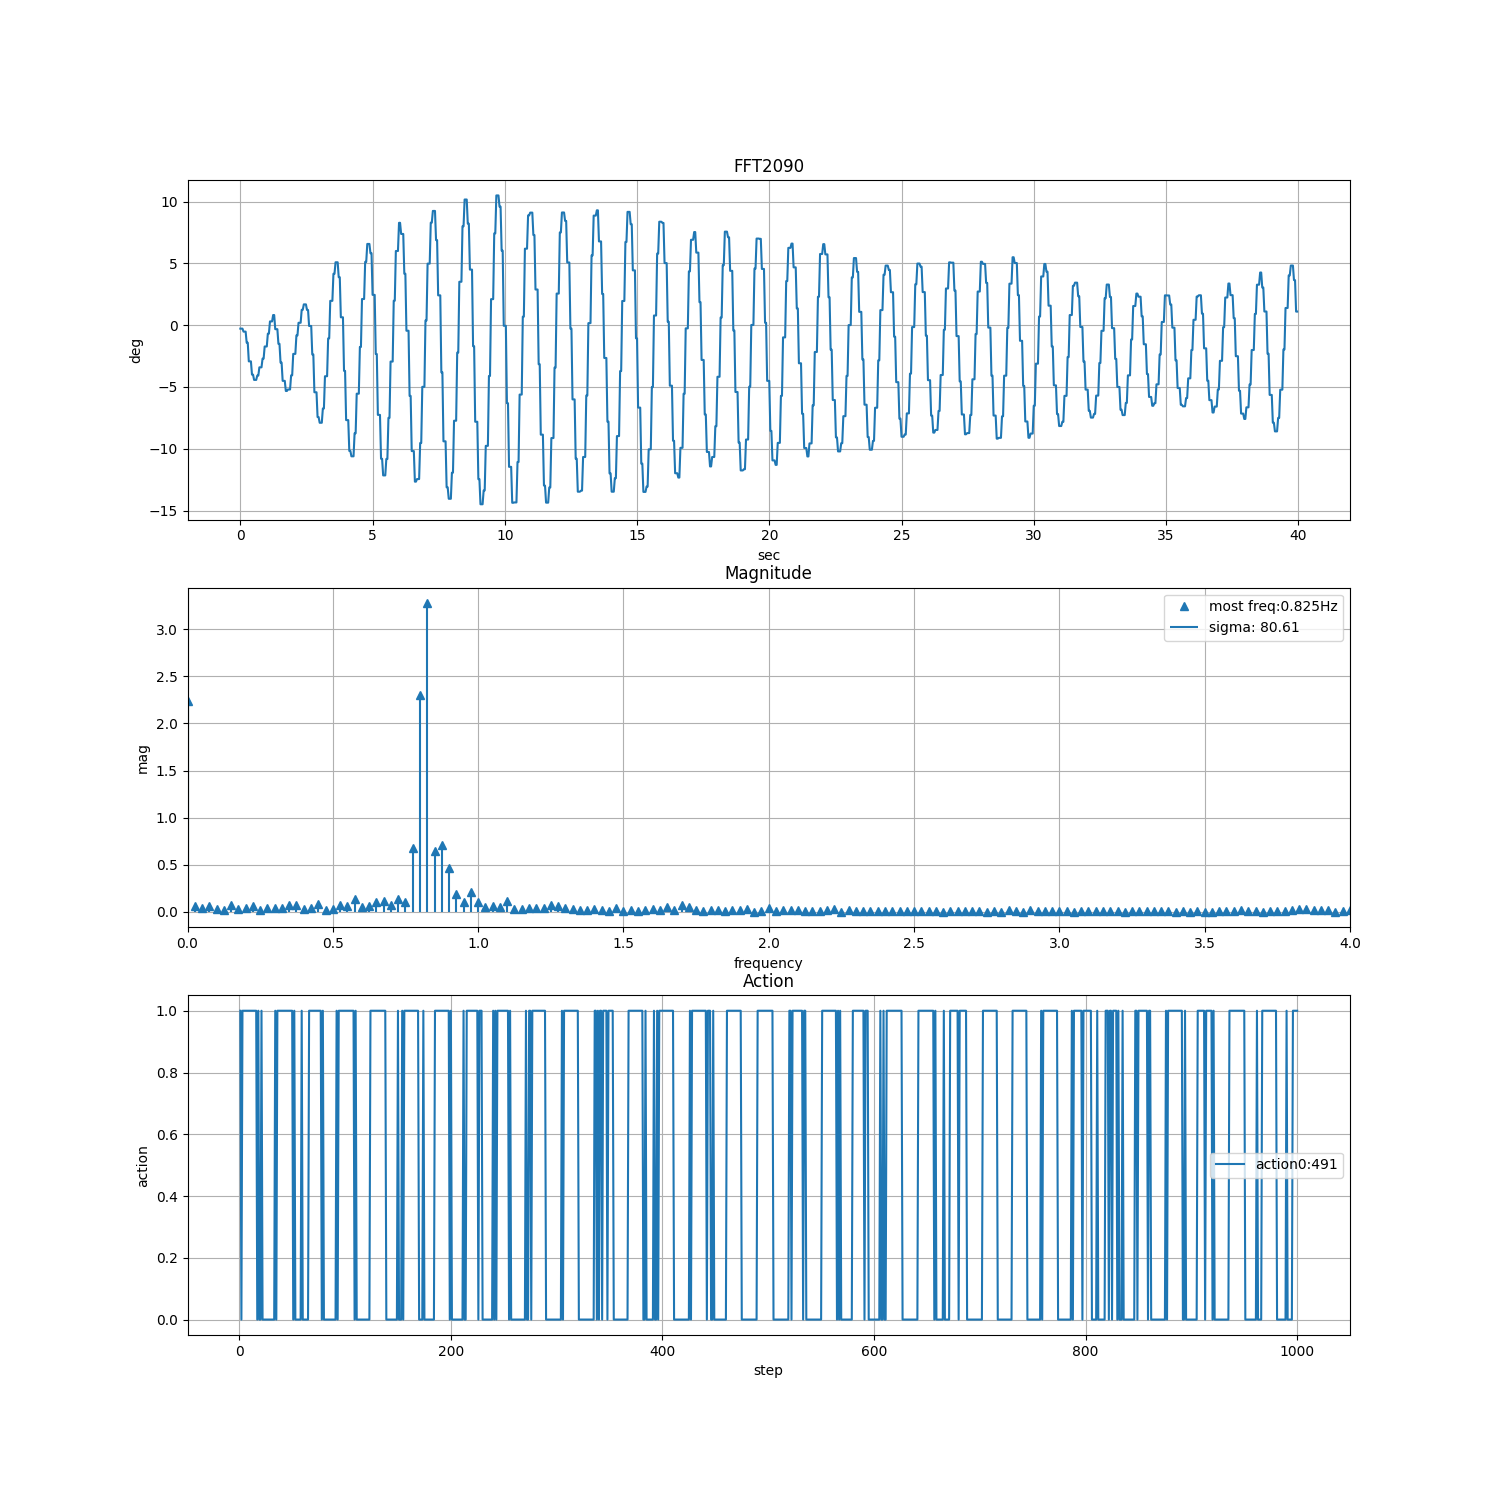 FFT2090
10
5
0
−5
−10
−15
deg
0 5 10 15 20 25 30 35 40
sec
Magnitude
most freq:0.825Hz
sigma: 80.61
3.0
2.5
2.0
1.5
1.0
0.5
0.0
mag
0.0 0.5 1.0 1.5 2.0 2.5 3.0 3.5 4.0
frequency
Action
1.0
0.8
0.6
0.4
0.2
0.0
action
action0:491
0 200 400 600 800 1000
step